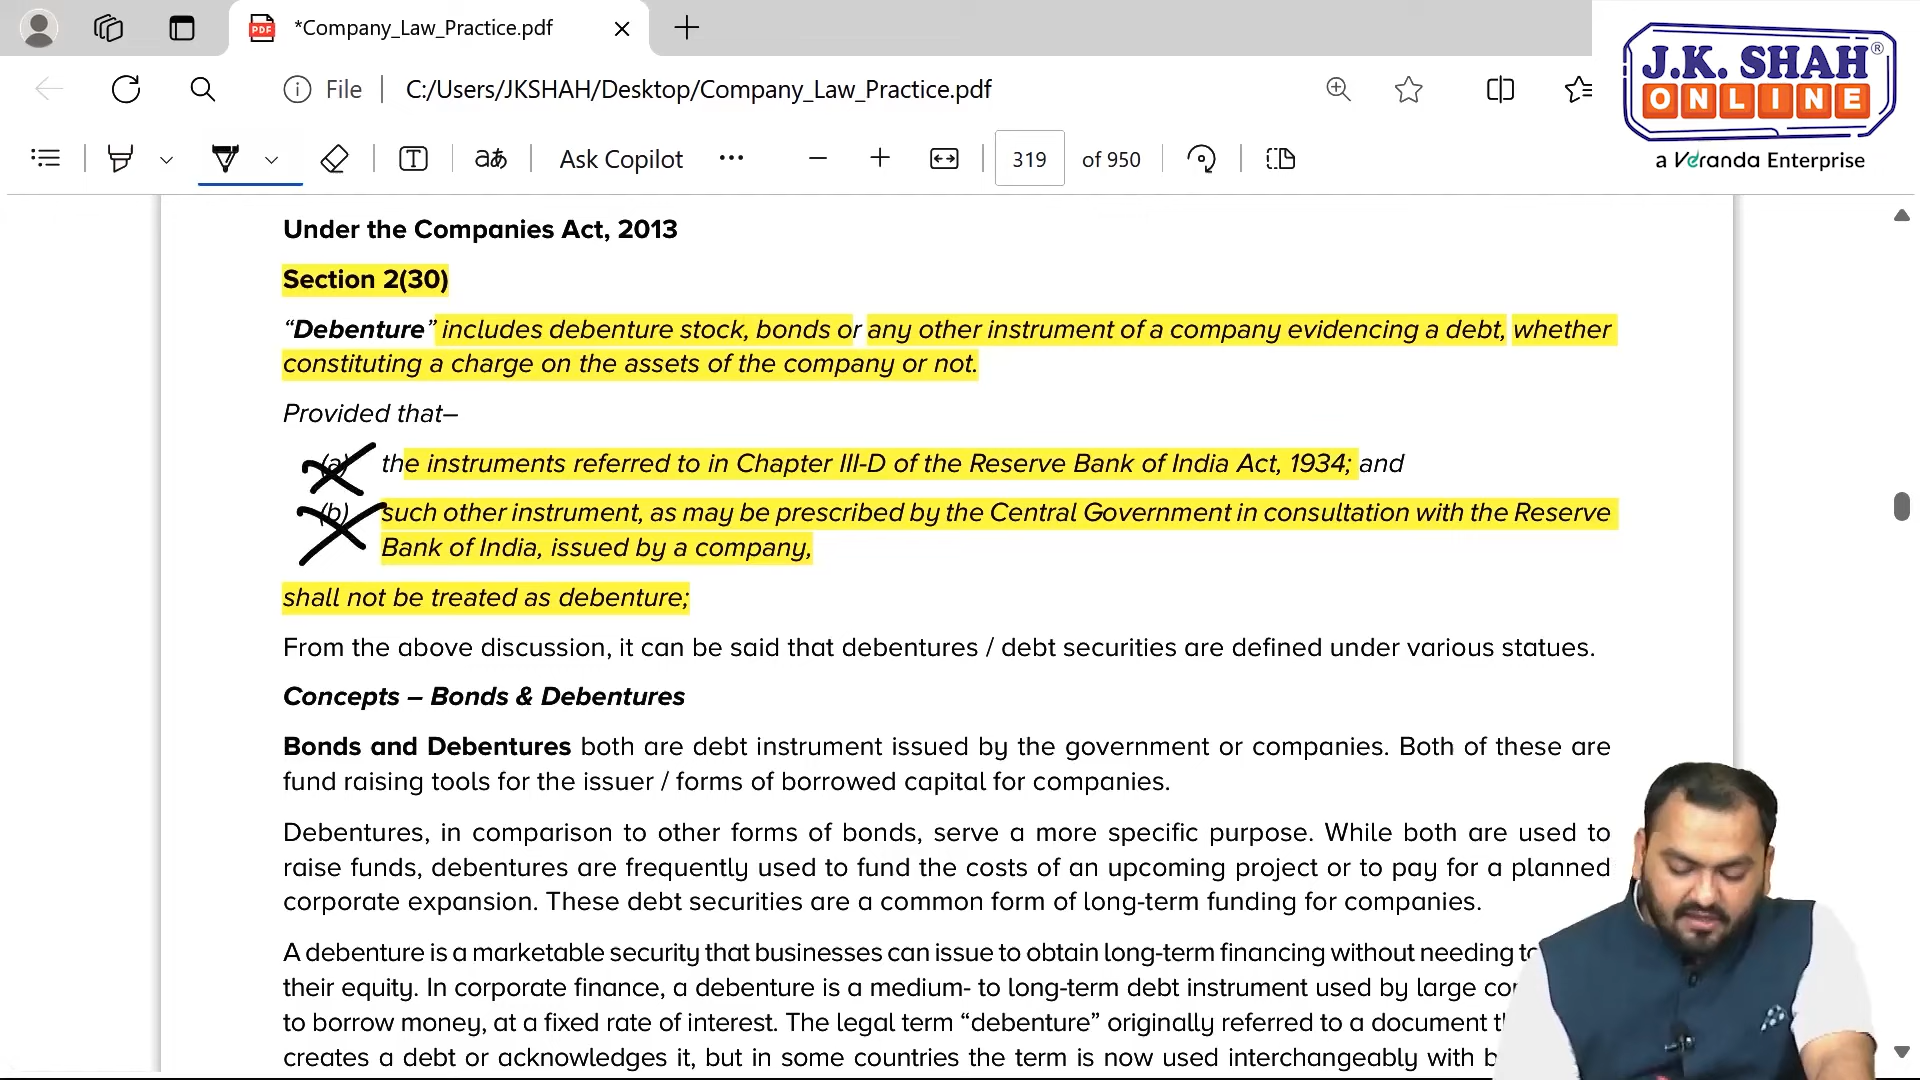 *Company_Law_Practice.pdf
File
C:/Users/JKSHAH/Desktop/Company_Law_Practice.pdf
J.K. SHAH®
ONLINE
a Veranda Enterprise
Ask Copilot
319 of 950
Under the Companies Act, 2013
Section 2(30)
“Debenture” includes debenture stock, bonds or any other instrument of a company evidencing a debt, whether
constituting a charge on the assets of the company or not.
Provided that–
(a) the instruments referred to in Chapter III-D of the Reserve Bank of India Act, 1934; and
(b) such other instrument, as may be prescribed by the Central Government in consultation with the Reserve
Bank of India, issued by a company,
shall not be treated as debenture;
From the above discussion, it can be said that debentures / debt securities are defined under various statues.
Concepts – Bonds & Debentures
Bonds and Debentures both are debt instrument issued by the government or companies. Both of these are
fund raising tools for the issuer / forms of borrowed capital for companies.
Debentures, in comparison to other forms of bonds, serve a more specific purpose. While both are used to
raise funds, debentures are frequently used to fund the costs of an upcoming project or to pay for a planned
corporate expansion. These debt securities are a common form of long-term funding for companies.
A debenture is a marketable security that businesses can issue to obtain long-term financing without needing
their equity. In corporate finance, a debenture is a medium- to long-term debt instrument used by large
to borrow money, at a fixed rate of interest. The legal term “debenture” originally referred to a document
creates a debt or acknowledges it, but in some countries the term is now used interchangeably with